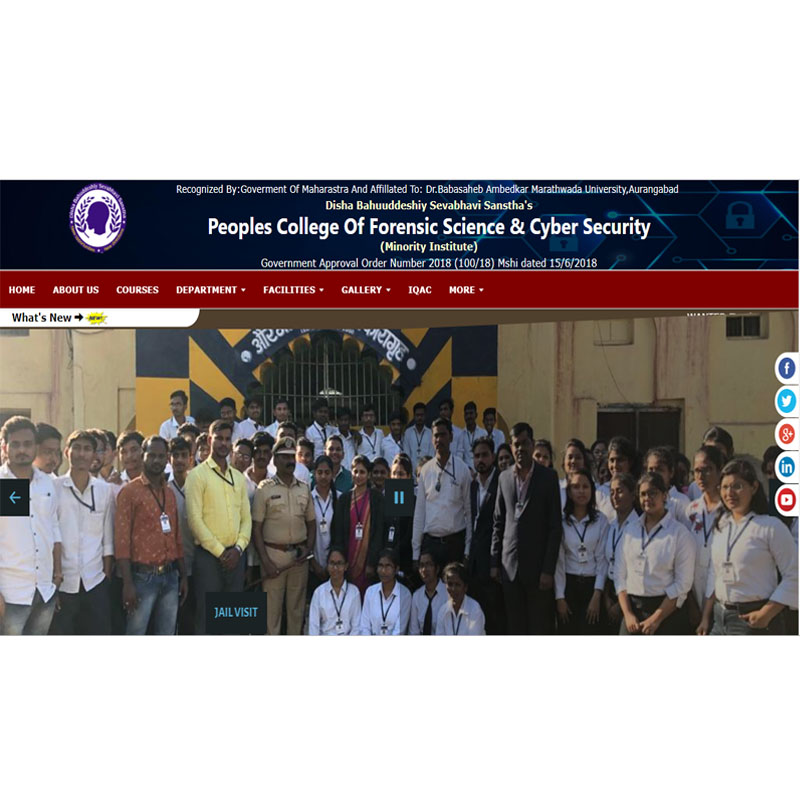 Recognized By:Goverment Of Maharastra And Affillated To: Dr.Babasaheb Ambedkar Marathwada University,Aurangabad
Disha Bahuuddeshiy Sevabhavi Sanstha's
Peoples College Of Forensic Science & Cyber Security
(Minority Institute)
Government Approval Order Number 2018 (100/18) Mshi dated 15/6/2018
HOME ABOUT US COURSES DEPARTMENT FACILITIES GALLERY IQAC MORE
What's New NEW!
JAIL VISIT